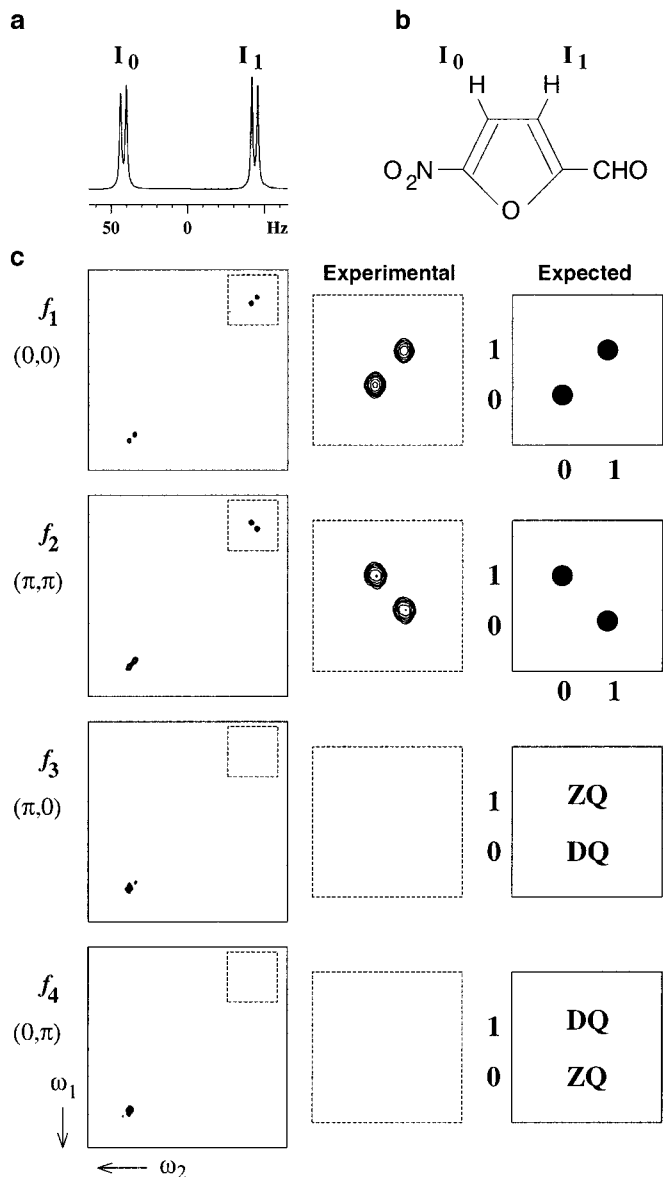 a
b
I0
I1
50
0
Hz
I0
I1
H
H
O2N
O
CHO
c
Experimental
Expected
f1
(0,0)
1
0
0 1
f2
(π,π)
1
0
0 1
f3
(π,0)
1
0
ZQ
DQ
f4
(0,π)
1
0
DQ
ZQ
ω1
ω2